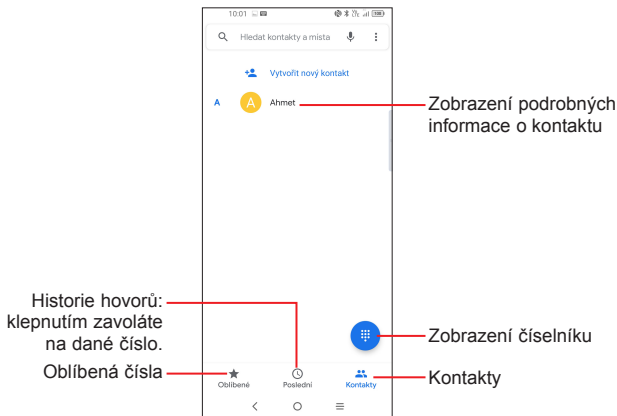 10:01
Hledat kontakty a místa
Vytvořit nový kontakt
A
A
Ahmet
Zobrazení podrobných
informace o kontaktu
Historie hovorů:
klepnutím zavoláte
na dané číslo.
Zobrazení číselníku
Oblíbená čísla
Kontakty
Oblíbené
Poslední
Kontakty